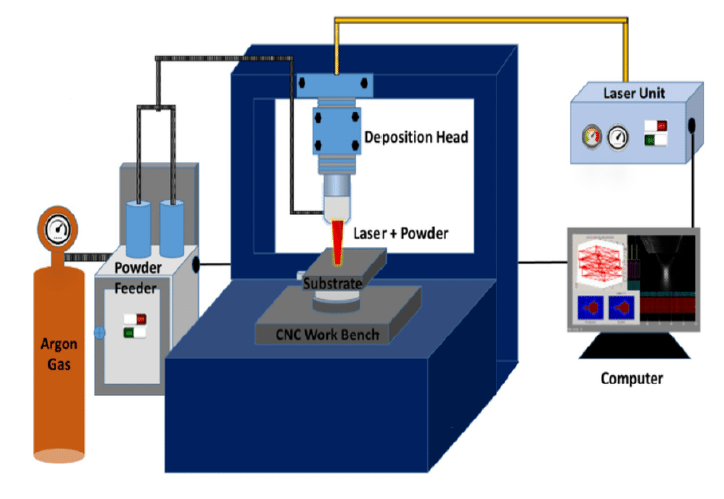 Laser Unit
Deposition Head
Laser + Powder
Powder
Feeder
Substrate
CNC Work Bench
Argon
Gas
Computer